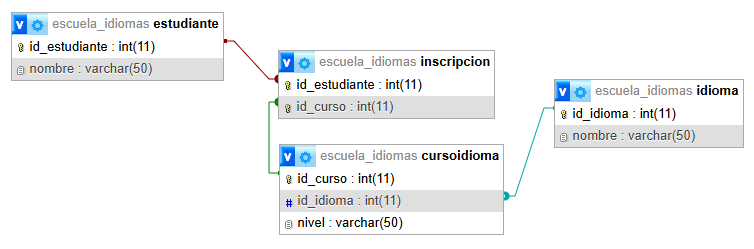 escuela_idiomas estudiante
id_estudiante : int(11)
nombre : varchar(50)
escuela_idiomas inscripcion
id_estudiante : int(11)
id_curso : int(11)
escuela_idiomas cursoidioma
id_curso : int(11)
# id_idioma : int(11)
nivel : varchar(50)
escuela_idiomas idioma
id_idioma : int(11)
nombre : varchar(50)